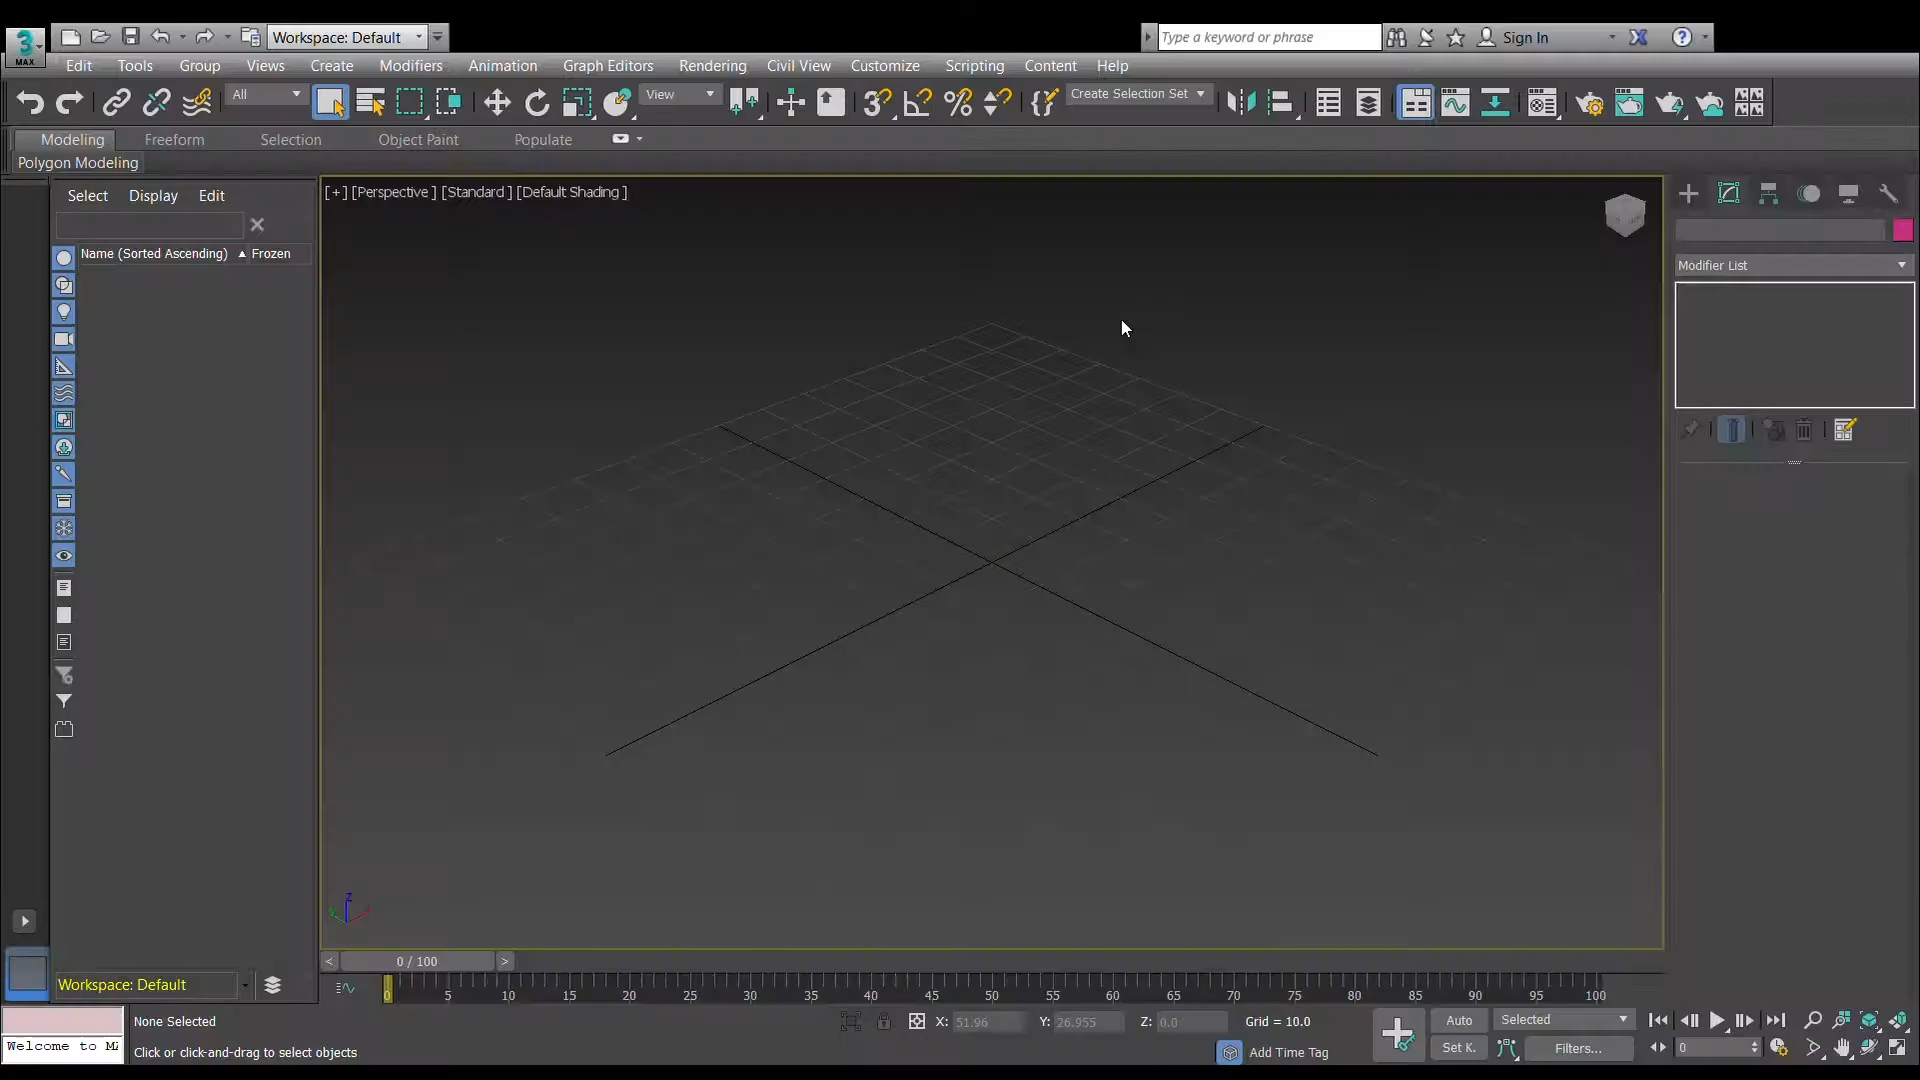 3
MAX
Workspace: Default
Type a keyword or phrase
Sign In
Edit Tools Group Views Create Modifiers Animation Graph Editors Rendering Civil View Customize Scripting Content Help
All
View
3
Create Selection Set
Modeling Freeform Selection Object Paint Populate
Polygon Modeling
Select Display Edit
[+] [Perspective ] [Standard ] [Default Shading ]
Name (Sorted Ascending) Frozen
Modifier List
z
< 0 / 100 >
Workspace: Default
0 5 10 15 20 25 30 35 40 45 50 55 60 65 70 75 80 85 90 95 100
None Selected
X: 51.96 Y: 26.955 Z: 0.0 Grid = 10.0
Auto Selected
Welcome to MA
Click or click-and-drag to select objects
Add Time Tag
Set K. Filters...
0